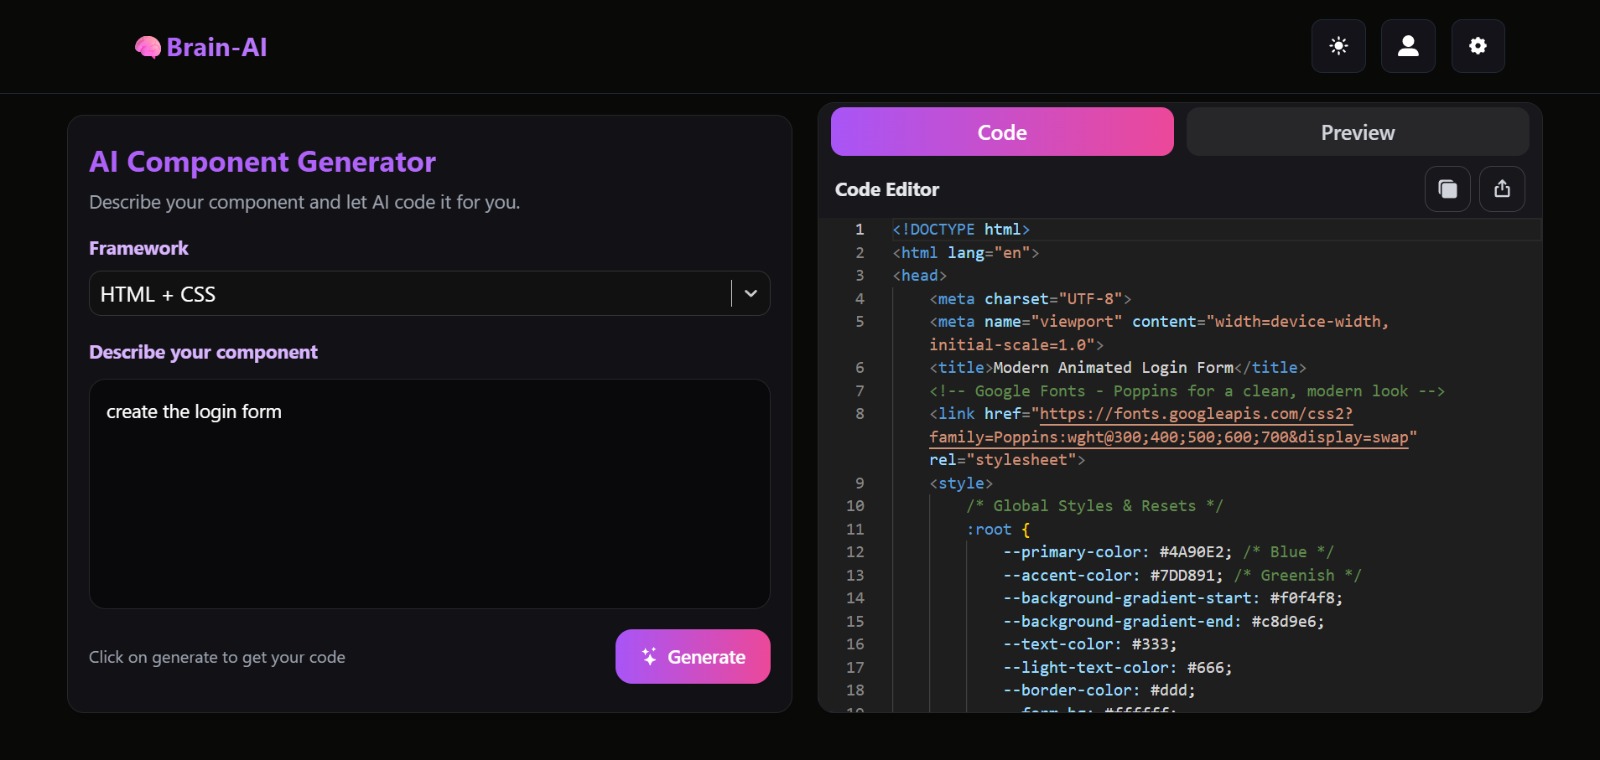 Brain-AI
AI Component Generator
Describe your component and let AI code it for you.
Framework
HTML + CSS
Describe your component
create the login form
Click on generate to get your code
Generate
Code
Preview
Code Editor
1 <!DOCTYPE html>
2 <html lang="en">
3 <head>
4 <meta charset="UTF-8">
5 <meta name="viewport" content="width=device-width,
initial-scale=1.0">
6 <title>Modern Animated Login Form</title>
7 <!-- Google Fonts - Poppins for a clean, modern look -->
8 <link href="https://fonts.googleapis.com/css2?
family=Poppins:wght@300;400;500;600;700&display=swap"
rel="stylesheet">
9 <style>
10 /* Global Styles & Resets */
11 :root {
12 --primary-color: #4A90E2; /* Blue */
13 --accent-color: #7DD891; /* Greenish */
14 --background-gradient-start: #f0f4f8;
15 --background-gradient-end: #c8d9e6;
16 --text-color: #333;
17 --light-text-color: #666;
18 --border-color: #ddd;
19 --form-bg: #ffffff;